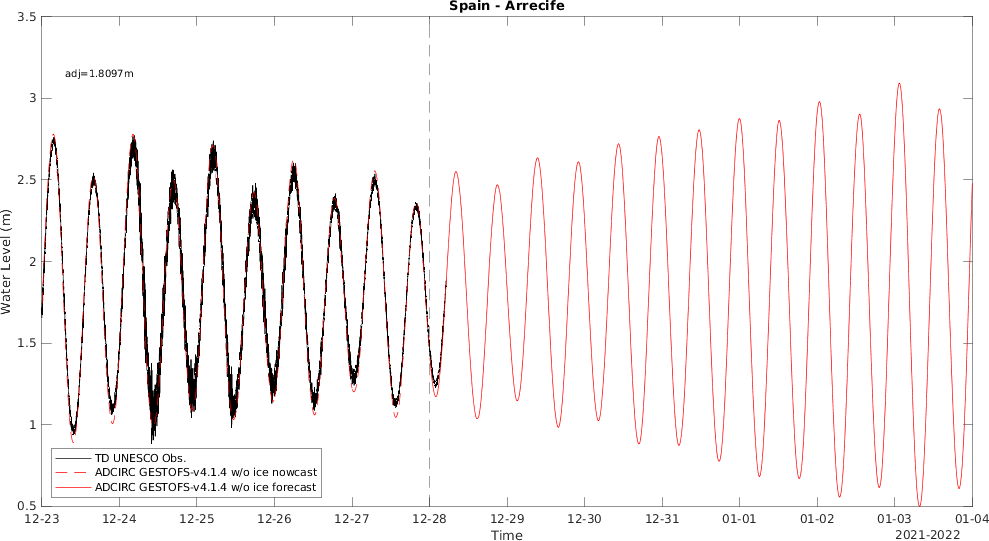 Spain - Arrecife
3.5
3
2.5
2
1.5
1
0.5
Water Level (m)
adj=1.8097m
TD UNESCO Obs.
ADCIRC GESTOFS-v4.1.4 w/o ice nowcast
ADCIRC GESTOFS-v4.1.4 w/o ice forecast
12-23 12-24 12-25 12-26 12-27 12-28 12-29 12-30 12-31 01-01 01-02 01-03 01-04
Time
2021-2022